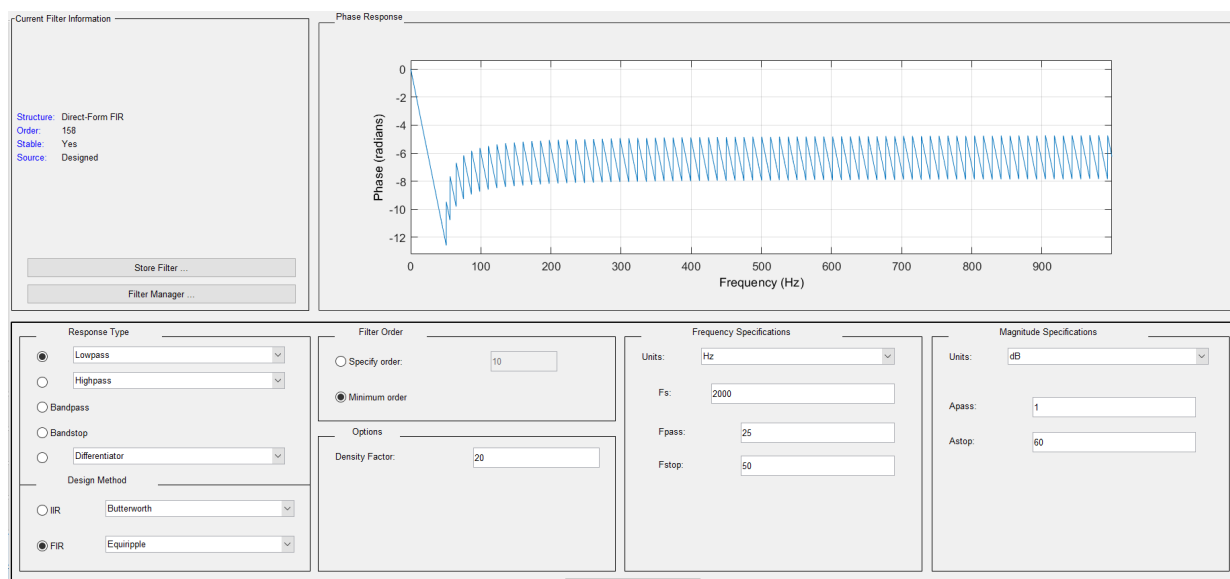 Current Filter Information
Structure: Direct-Form FIR
Order: 158
Stable: Yes
Source: Designed
Store Filter ...
Filter Manager ...
Phase Response
Phase (radians)
0
-2
-4
-6
-8
-10
-12
0 100 200 300 400 500 600 700 800 900
Frequency (Hz)
Response Type
Lowpass
Highpass
Bandpass
Bandstop
Differentiator
Design Method
IIR Butterworth
FIR Equiripple
Filter Order
Specify order: 10
Minimum order
Options
Density Factor: 20
Frequency Specifications
Units: Hz
Fs: 2000
Fpass: 25
Fstop: 50
Magnitude Specifications
Units: dB
Apass: 1
Astop: 60